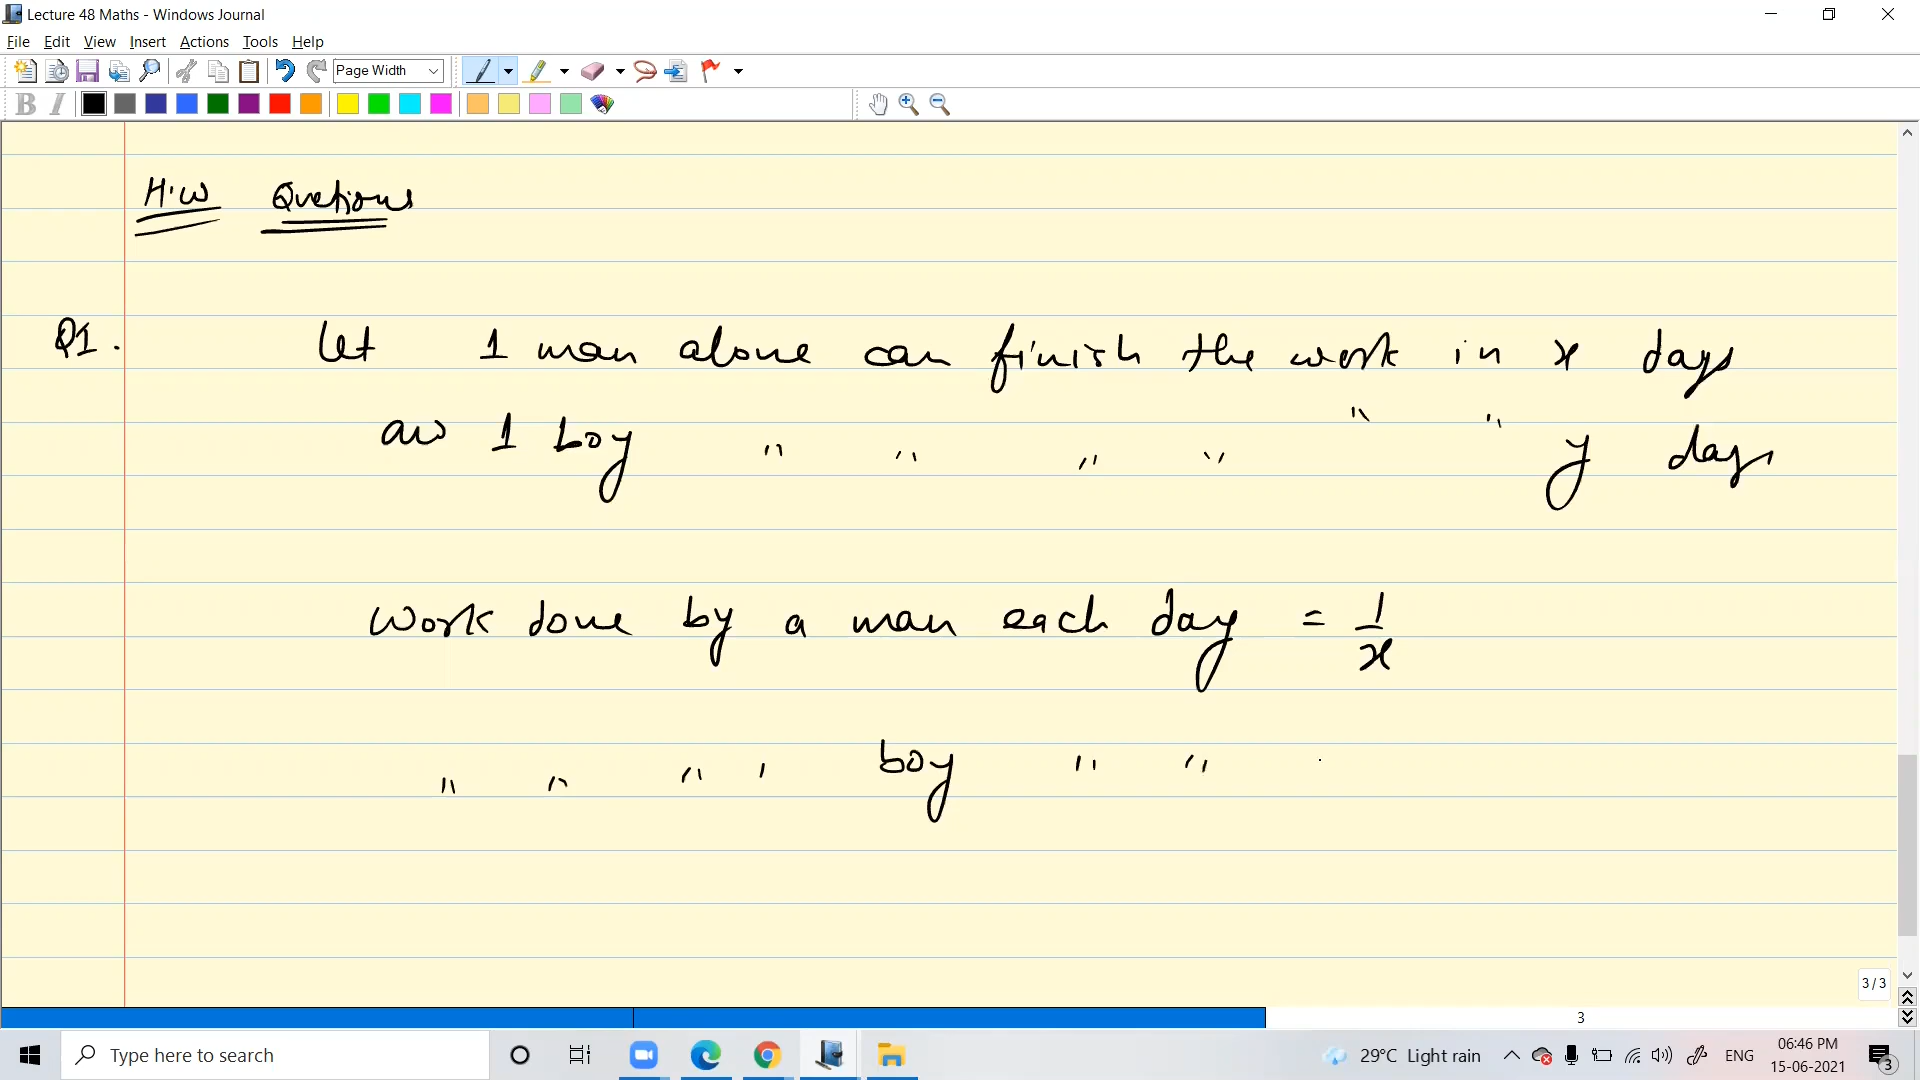 Lecture 48 Maths - Windows Journal
File Edit View Insert Actions Tools Help
Page Width
B I
H.W Questions
Q1. Let 1 man alone can finish the work in x days
1 boy " " " " " " y days
Work done by a man each day = 1/x
" " " ' boy " "
3 / 3
3
Type here to search
29°C Light rain
ENG
06:46 PM
15-06-2021
3